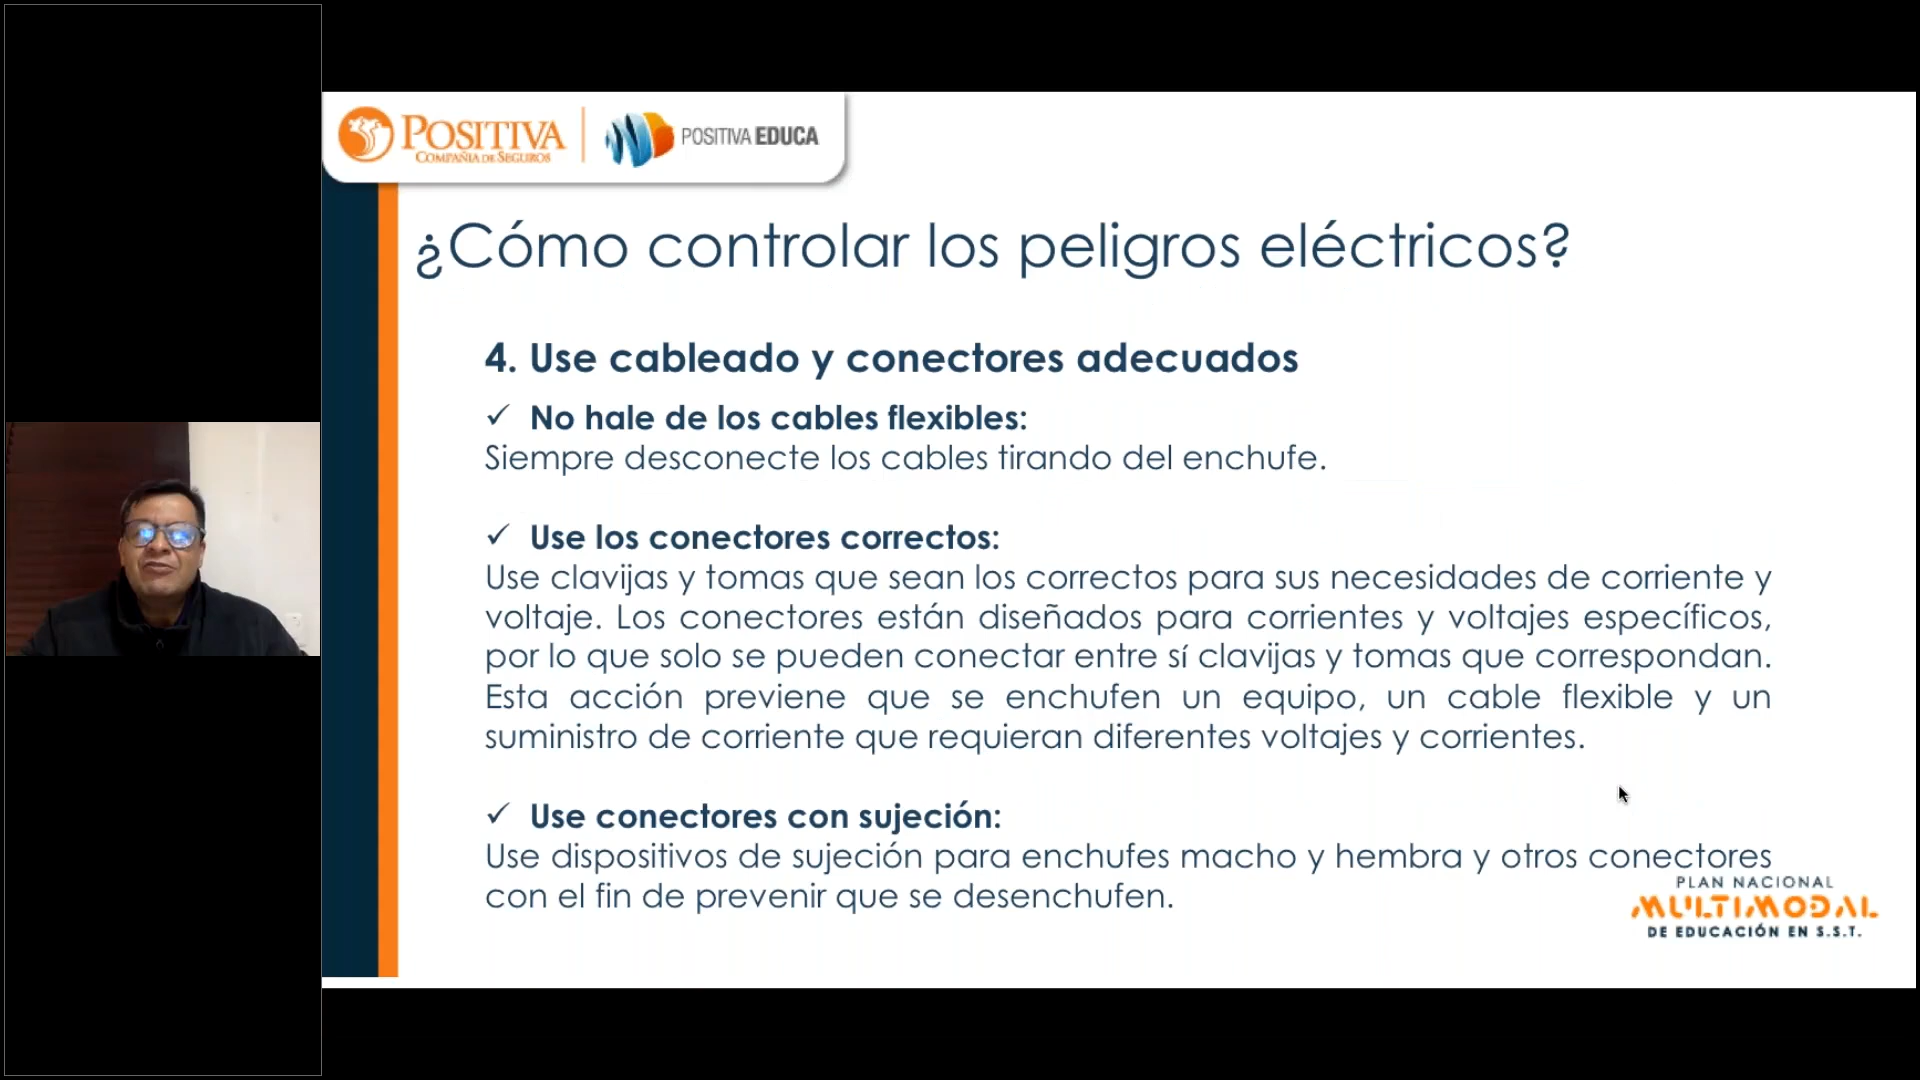 POSITIVA
COMPAÑIA DE SEGUROS
POSITIVA EDUCA
¿Cómo controlar los peligros eléctricos?
4. Use cableado y conectores adecuados
✓ No hale de los cables flexibles:
Siempre desconecte los cables tirando del enchufe.
✓ Use los conectores correctos:
Use clavijas y tomas que sean los correctos para sus necesidades de corriente y
voltaje. Los conectores están diseñados para corrientes y voltajes específicos,
por lo que solo se pueden conectar entre sí clavijas y tomas que correspondan.
Esta acción previene que se enchufen un equipo, un cable flexible y un
suministro de corriente que requieran diferentes voltajes y corrientes.
✓ Use conectores con sujeción:
Use dispositivos de sujeción para enchufes macho y hembra y otros conectores
con el fin de prevenir que se desenchufen.
PLAN NACIONAL
MULTIMODAL
DE EDUCACIÓN EN S.S.T.